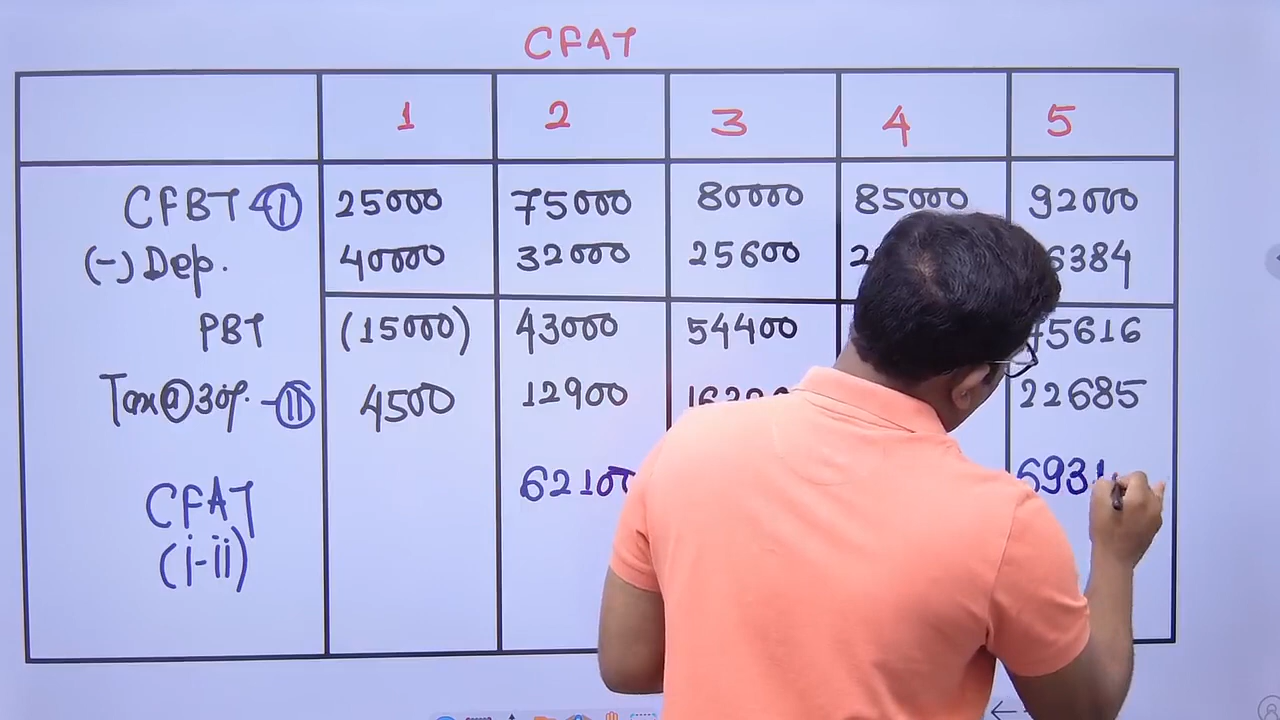 CFAT
1 2 3 4 5
CFBT ← I 25000 75000 80000 85000 92000
(-) Dep. 40000 32000 25600
PBT (15000) 43000 54400 75616
Tax @ 30% - II 4500 12900 22685
CFAT 62100
(i-ii)